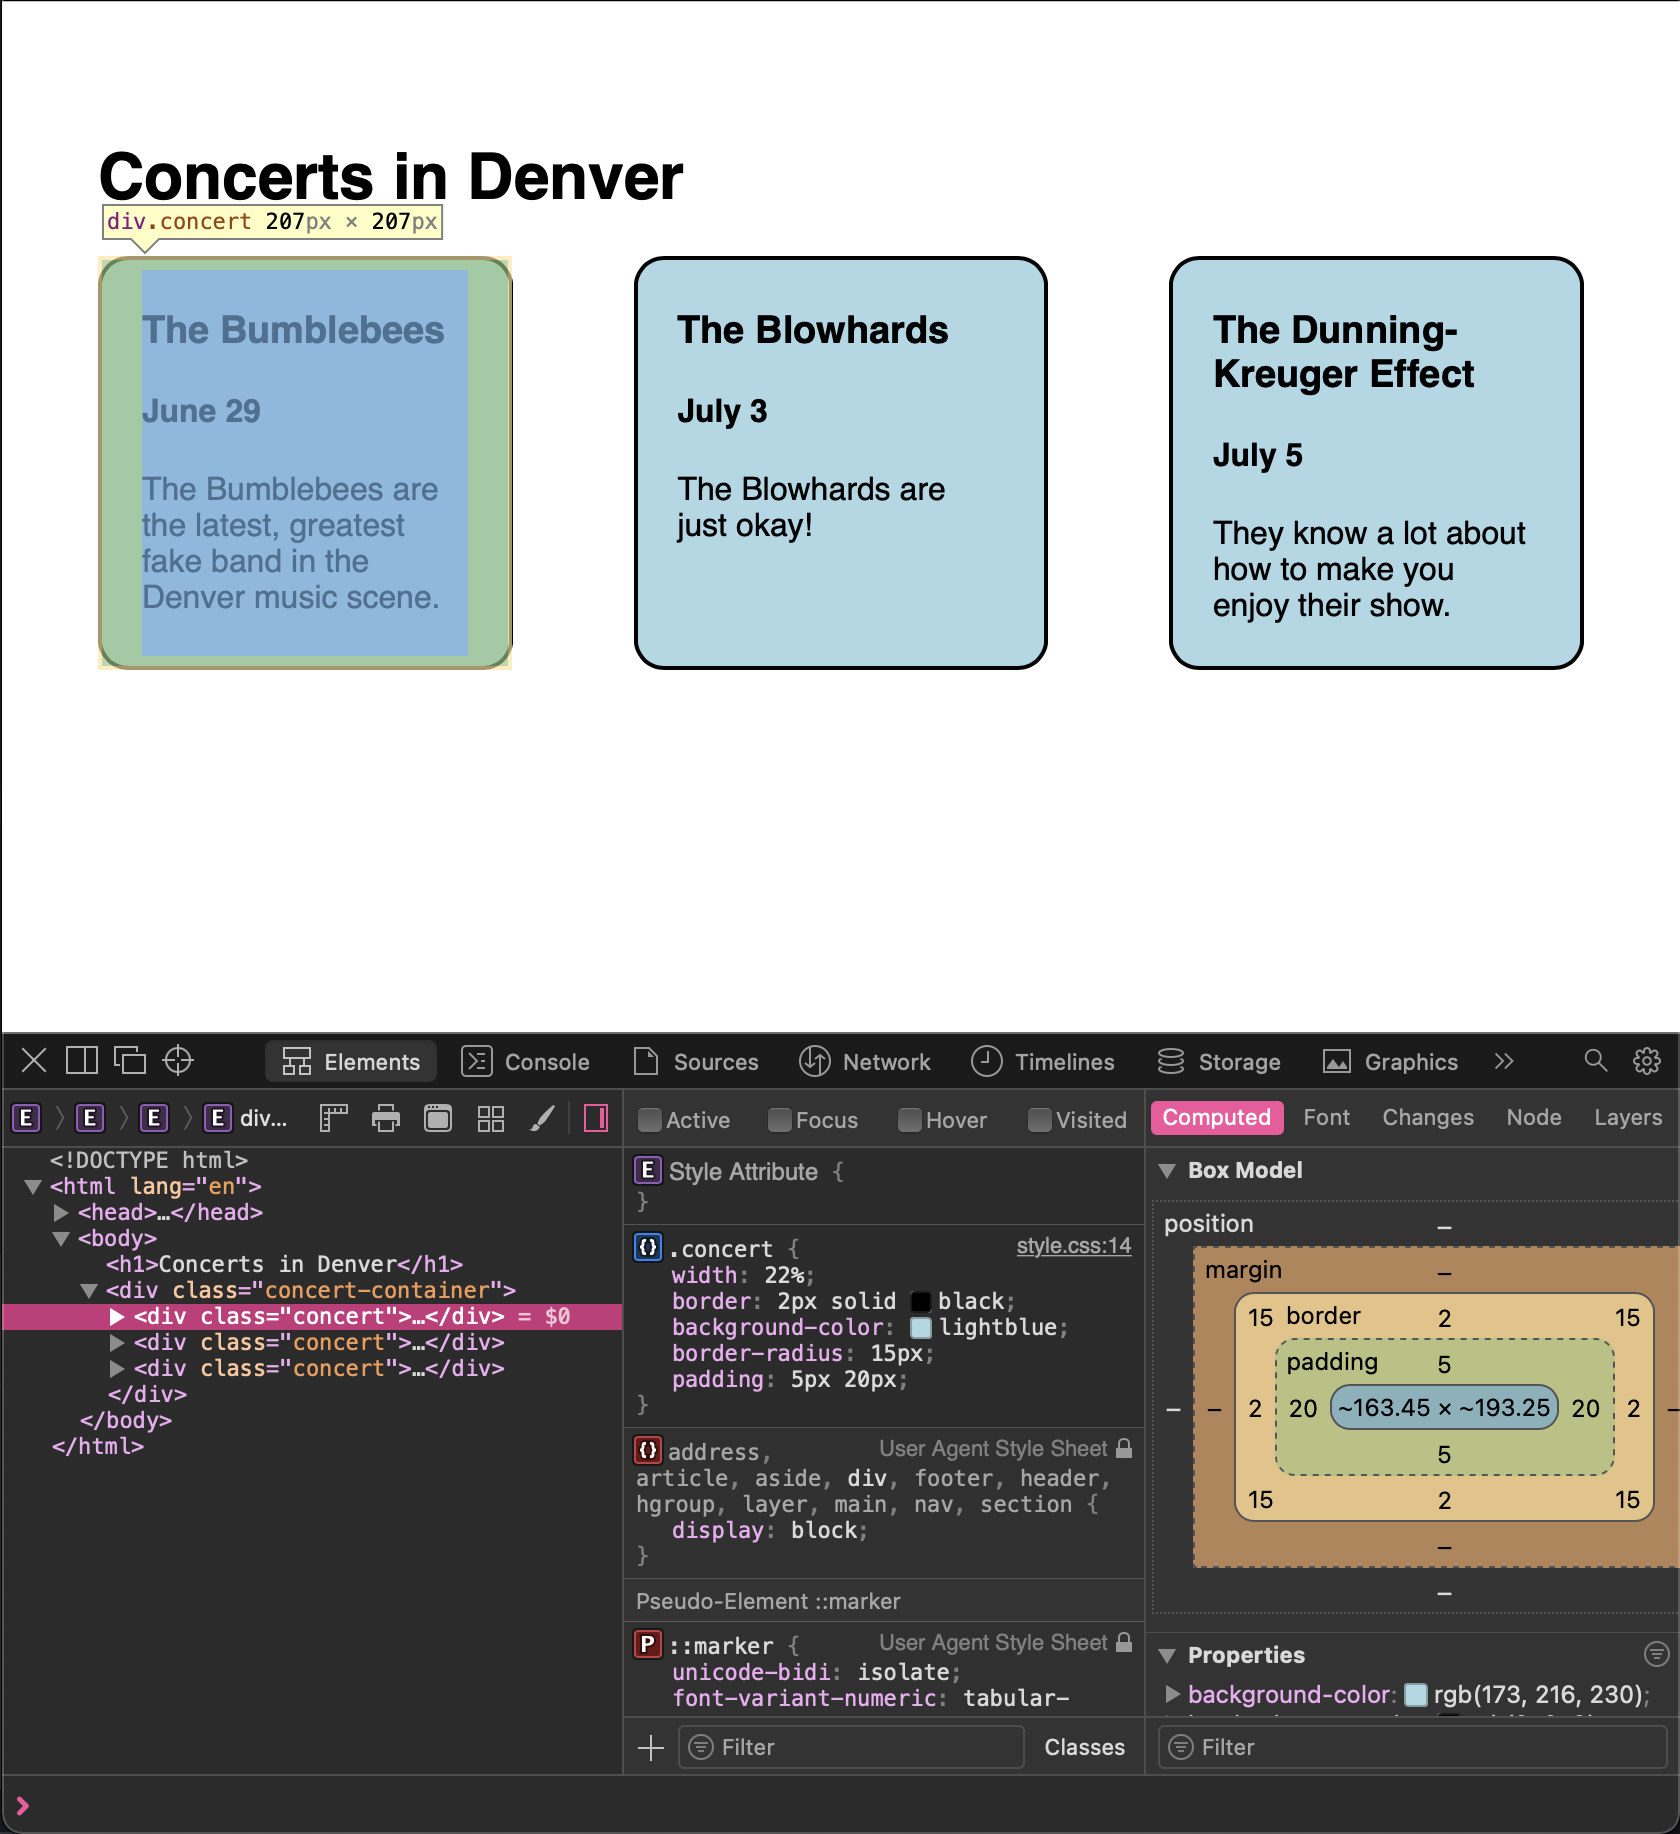 Concerts in Denver
div.concert 207px × 207px
The Bumblebees
June 29
The Bumblebees are
the latest, greatest
fake band in the
Denver music scene.
The Blowhards
July 3
The Blowhards are
just okay!
The Dunning-
Kreuger Effect
July 5
They know a lot about
how to make you
enjoy their show.
Elements Console Sources Network Timelines Storage Graphics
E E E E div...
<!DOCTYPE html>
<html lang="en">
<head>…</head>
<body>
<h1>Concerts in Denver</h1>
<div class="concert-container">
<div class="concert">…</div> = $0
<div class="concert">…</div>
<div class="concert">…</div>
</div>
</body>
</html>
Active Focus Hover Visited
E Style Attribute {
}
{} .concert { style.css:14
width: 22%;
border: 2px solid black;
background-color: lightblue;
border-radius: 15px;
padding: 5px 20px;
}
{} address, User Agent Style Sheet
article, aside, div, footer, header,
hgroup, layer, main, nav, section {
display: block;
}
Pseudo-Element ::marker
P ::marker { User Agent Style Sheet
unicode-bidi: isolate;
font-variant-numeric: tabular-
Filter Classes
Computed Font Changes Node Layers
Box Model
position –
margin –
15 border 2 15
padding 5
– – 2 20 ~163.45 × ~193.25 20 2 –
5
15 2 15
–
–
Properties
background-color: rgb(173, 216, 230);
Filter